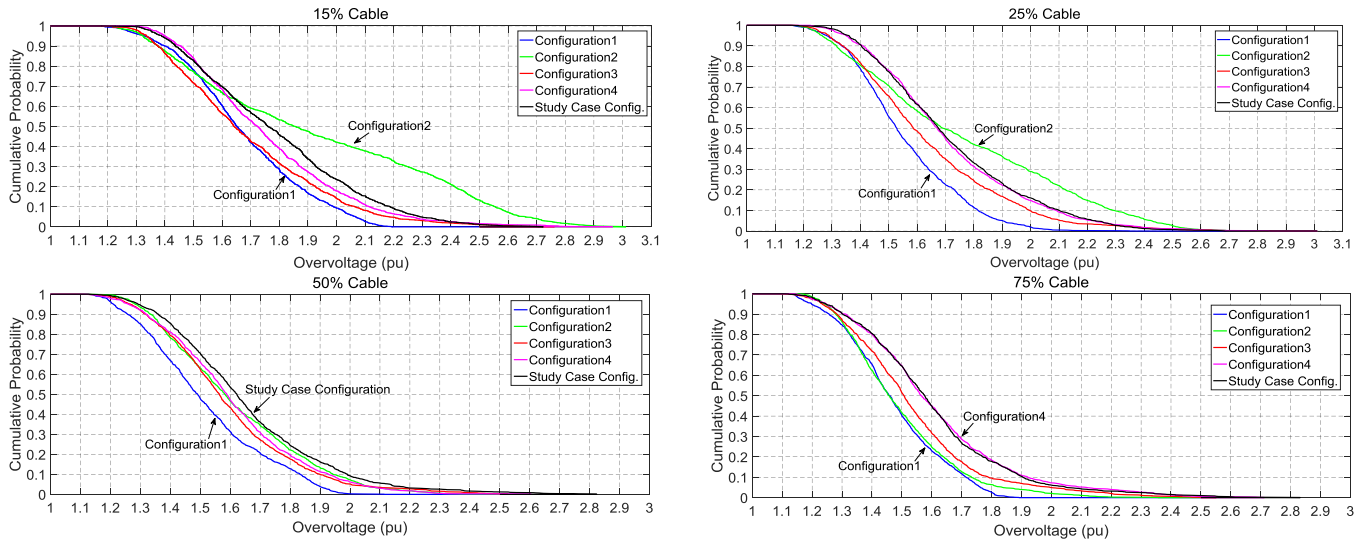 15% Cable
1
0.9
0.8
0.7
0.6
0.5
0.4
0.3
0.2
0.1
0
Cumulative Probability
Configuration1
Configuration2
Configuration3
Configuration4
Study Case Config.
Configuration2
Configuration1
1 1.1 1.2 1.3 1.4 1.5 1.6 1.7 1.8 1.9 2 2.1 2.2 2.3 2.4 2.5 2.6 2.7 2.8 2.9 3 3.1
Overvoltage (pu)
25% Cable
1
0.9
0.8
0.7
0.6
0.5
0.4
0.3
0.2
0.1
0
Cumulative Probability
Configuration1
Configuration2
Configuration3
Configuration4
Study Case Config.
Configuration2
Configuration1
1 1.1 1.2 1.3 1.4 1.5 1.6 1.7 1.8 1.9 2 2.1 2.2 2.3 2.4 2.5 2.6 2.7 2.8 2.9 3 3.1
Overvoltage (pu)
50% Cable
1
0.9
0.8
0.7
0.6
0.5
0.4
0.3
0.2
0.1
0
Cumulative Probability
Configuration1
Configuration2
Configuration3
Configuration4
Study Case Config.
Study Case Configuration
Configuration1
1 1.1 1.2 1.3 1.4 1.5 1.6 1.7 1.8 1.9 2 2.1 2.2 2.3 2.4 2.5 2.6 2.7 2.8 2.9 3
Overvoltage (pu)
75% Cable
1
0.9
0.8
0.7
0.6
0.5
0.4
0.3
0.2
0.1
0
Cumulative Probability
Configuration1
Configuration2
Configuration3
Configuration4
Study Case Config.
Configuration4
Configuration1
1 1.1 1.2 1.3 1.4 1.5 1.6 1.7 1.8 1.9 2 2.1 2.2 2.3 2.4 2.5 2.6 2.7 2.8 2.9 3
Overvoltage (pu)